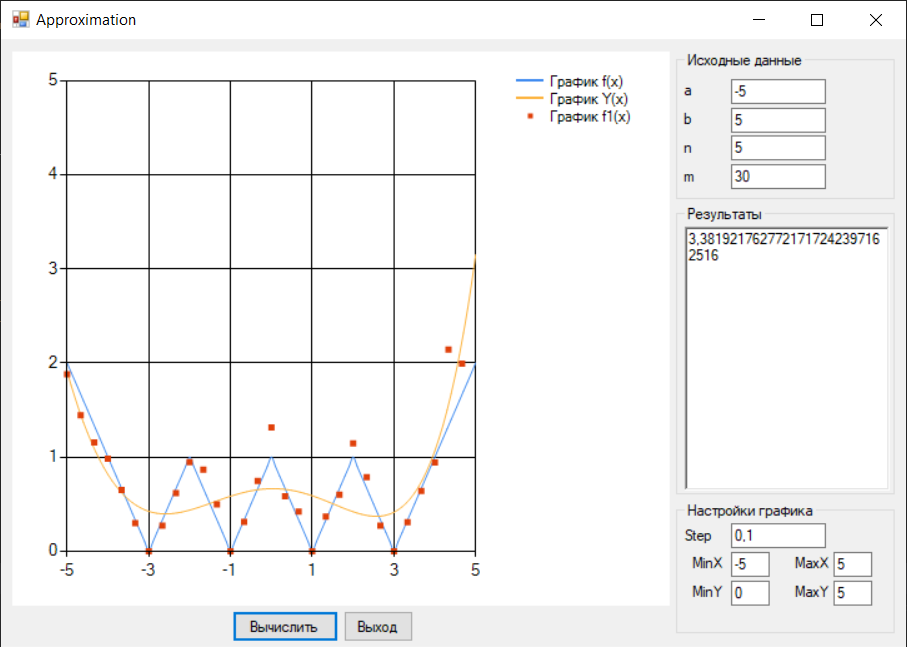 Approximation
5
4
3
2
1
0
-5
-3
-1
1
3
5
График f(x)
График Y(x)
График f1(x)
Исходные данные
a
-5
b
5
n
5
m
30
Результаты
3,381921762772171724239716
2516
Настройки графика
Step
0,1
MinX
-5
MaxX
5
MinY
0
MaxY
5
Вычислить
Выход